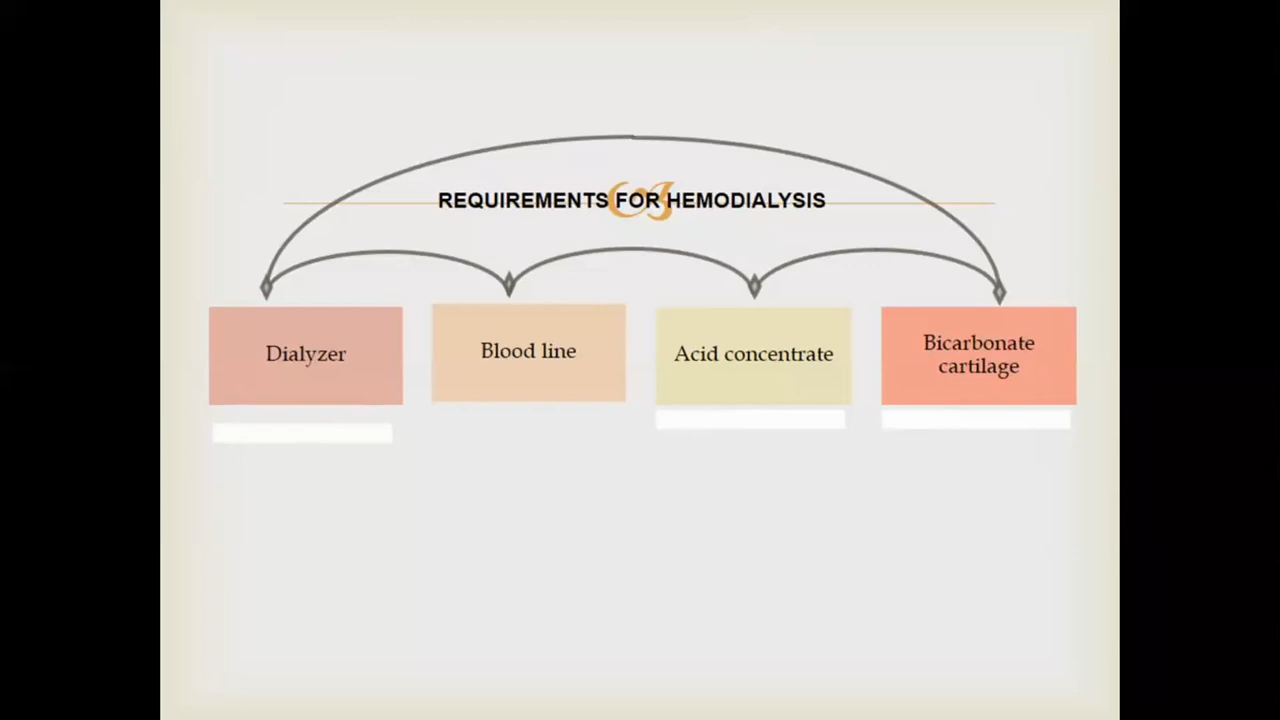 REQUIREMENTS FOR HEMODIALYSIS
Dialyzer
Blood line
Acid concentrate
Bicarbonate
cartilage